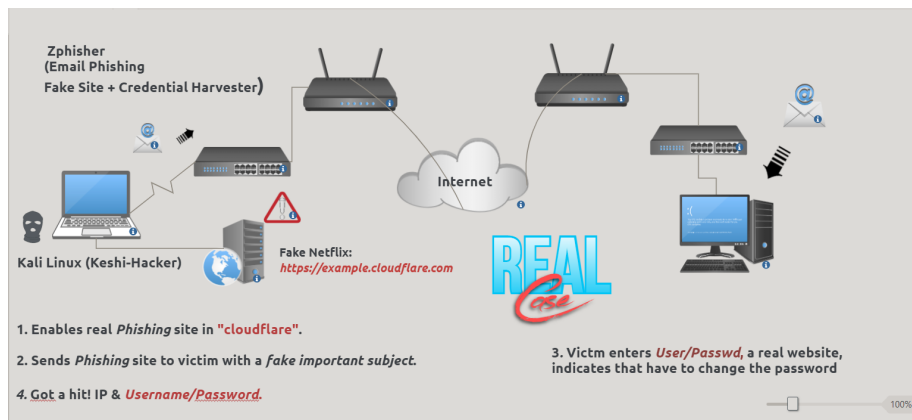 Zphisher
(Email Phishing
Fake Site + Credential Harvester)
Internet
Kali Linux (Keshi-Hacker)
Fake Netflix:
https://example.cloudflare.com
REAL
Case
1. Enables real Phishing site in "cloudflare".
2. Sends Phishing site to victim with a fake important subject.
4. Got a hit! IP & Username/Password.
3. Victm enters User/Passwd, a real website,
indicates that have to change the password
100%